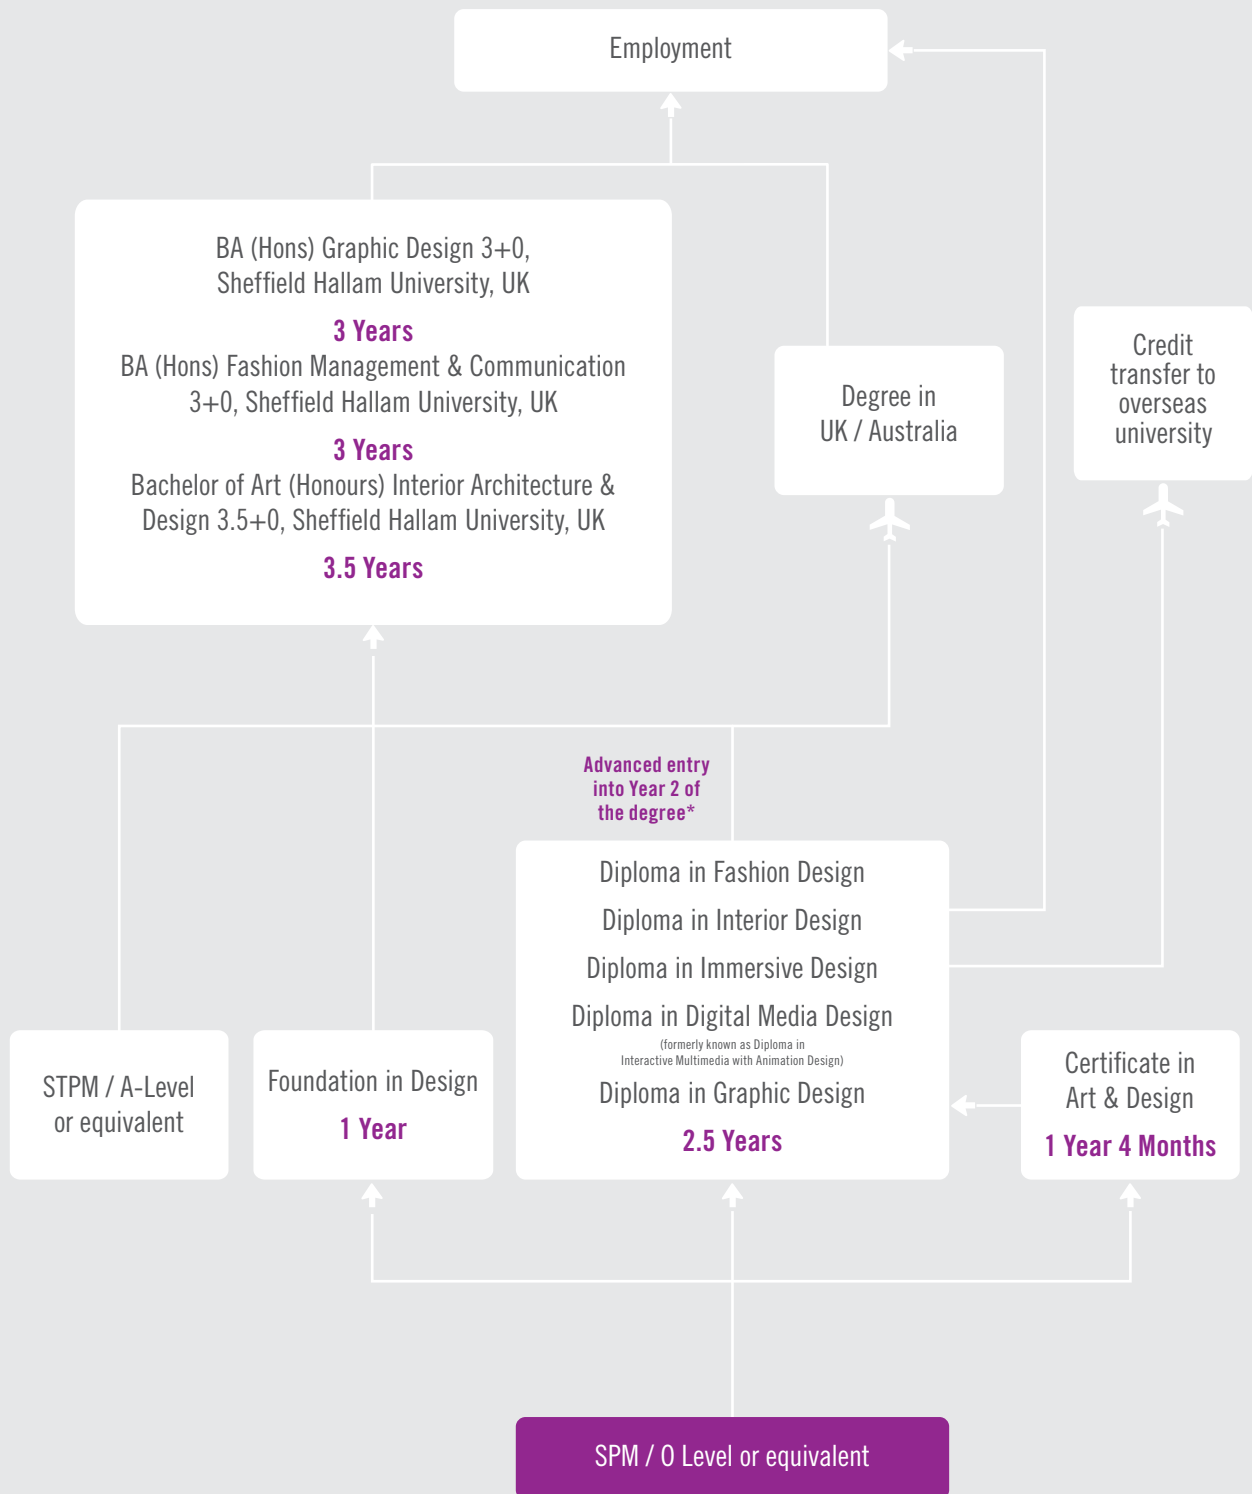 Employment
BA (Hons) Graphic Design 3+0,
Sheffield Hallam University, UK
3 Years
BA (Hons) Fashion Management & Communication
3+0, Sheffield Hallam University, UK
3 Years
Bachelor of Art (Honours) Interior Architecture &
Design 3.5+0, Sheffield Hallam University, UK
3.5 Years
Degree in
UK / Australia
Credit
transfer to
overseas
university
Advanced entry
into Year 2 of
the degree*
STPM / A-Level
or equivalent
Foundation in Design
1 Year
Diploma in Fashion Design
Diploma in Interior Design
Diploma in Immersive Design
Diploma in Digital Media Design
(formerly known as Diploma in
Interactive Multimedia with Animation Design)
Diploma in Graphic Design
2.5 Years
Certificate in
Art & Design
1 Year 4 Months
SPM / O Level or equivalent